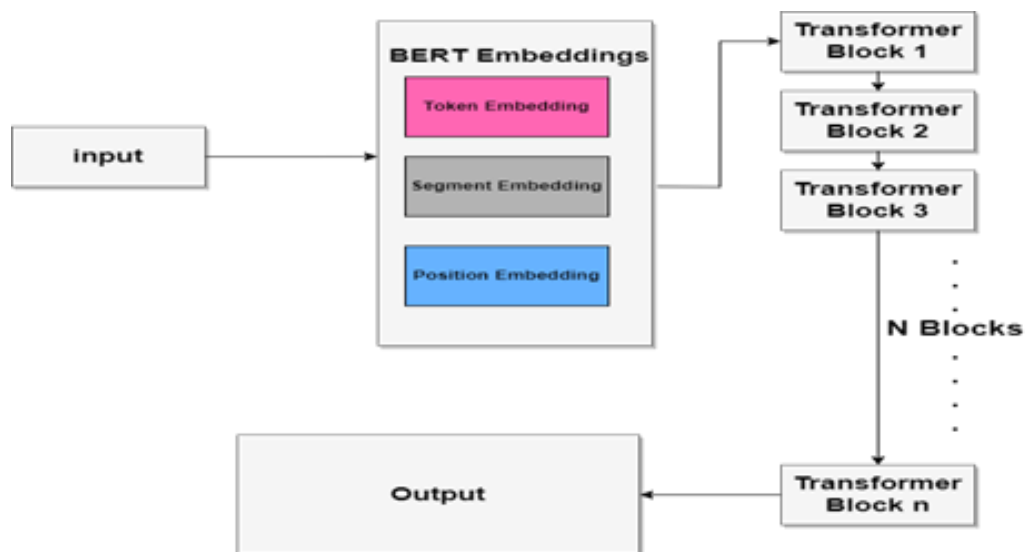 input
BERT Embeddings
Token Embedding
Segment Embedding
Position Embedding
Transformer
Block 1
Transformer
Block 2
Transformer
Block 3
N Blocks
Transformer
Block n
Output